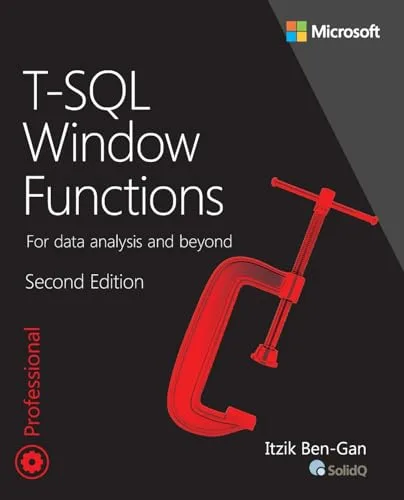 Microsoft
T-SQL
Window
Functions
For data analysis and beyond
Second Edition
Professional
Itzik Ben-Gan
SolidQ